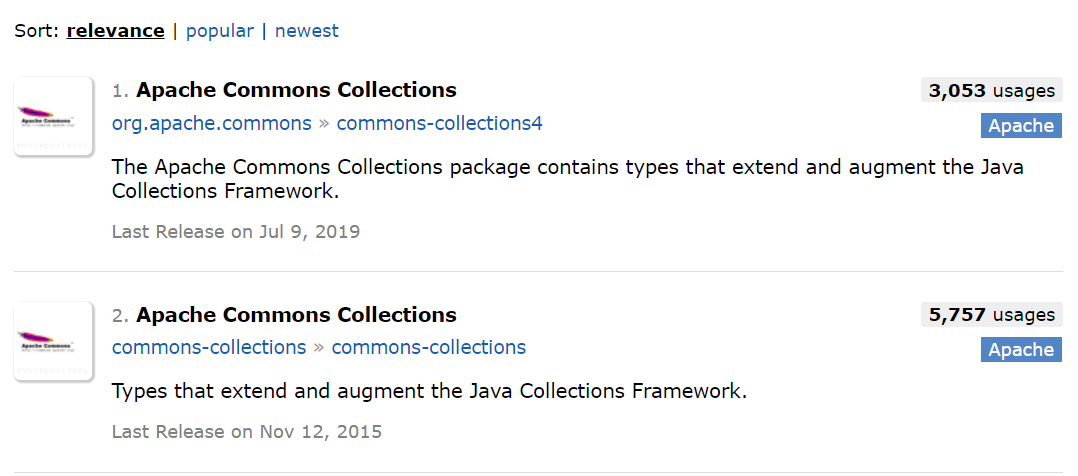 Sort: relevance | popular | newest
1. Apache Commons Collections
3,053 usages
org.apache.commons » commons-collections4
Apache
The Apache Commons Collections package contains types that extend and augment the Java
Collections Framework.
Last Release on Jul 9, 2019
2. Apache Commons Collections
5,757 usages
commons-collections » commons-collections
Apache
Types that extend and augment the Java Collections Framework.
Last Release on Nov 12, 2015